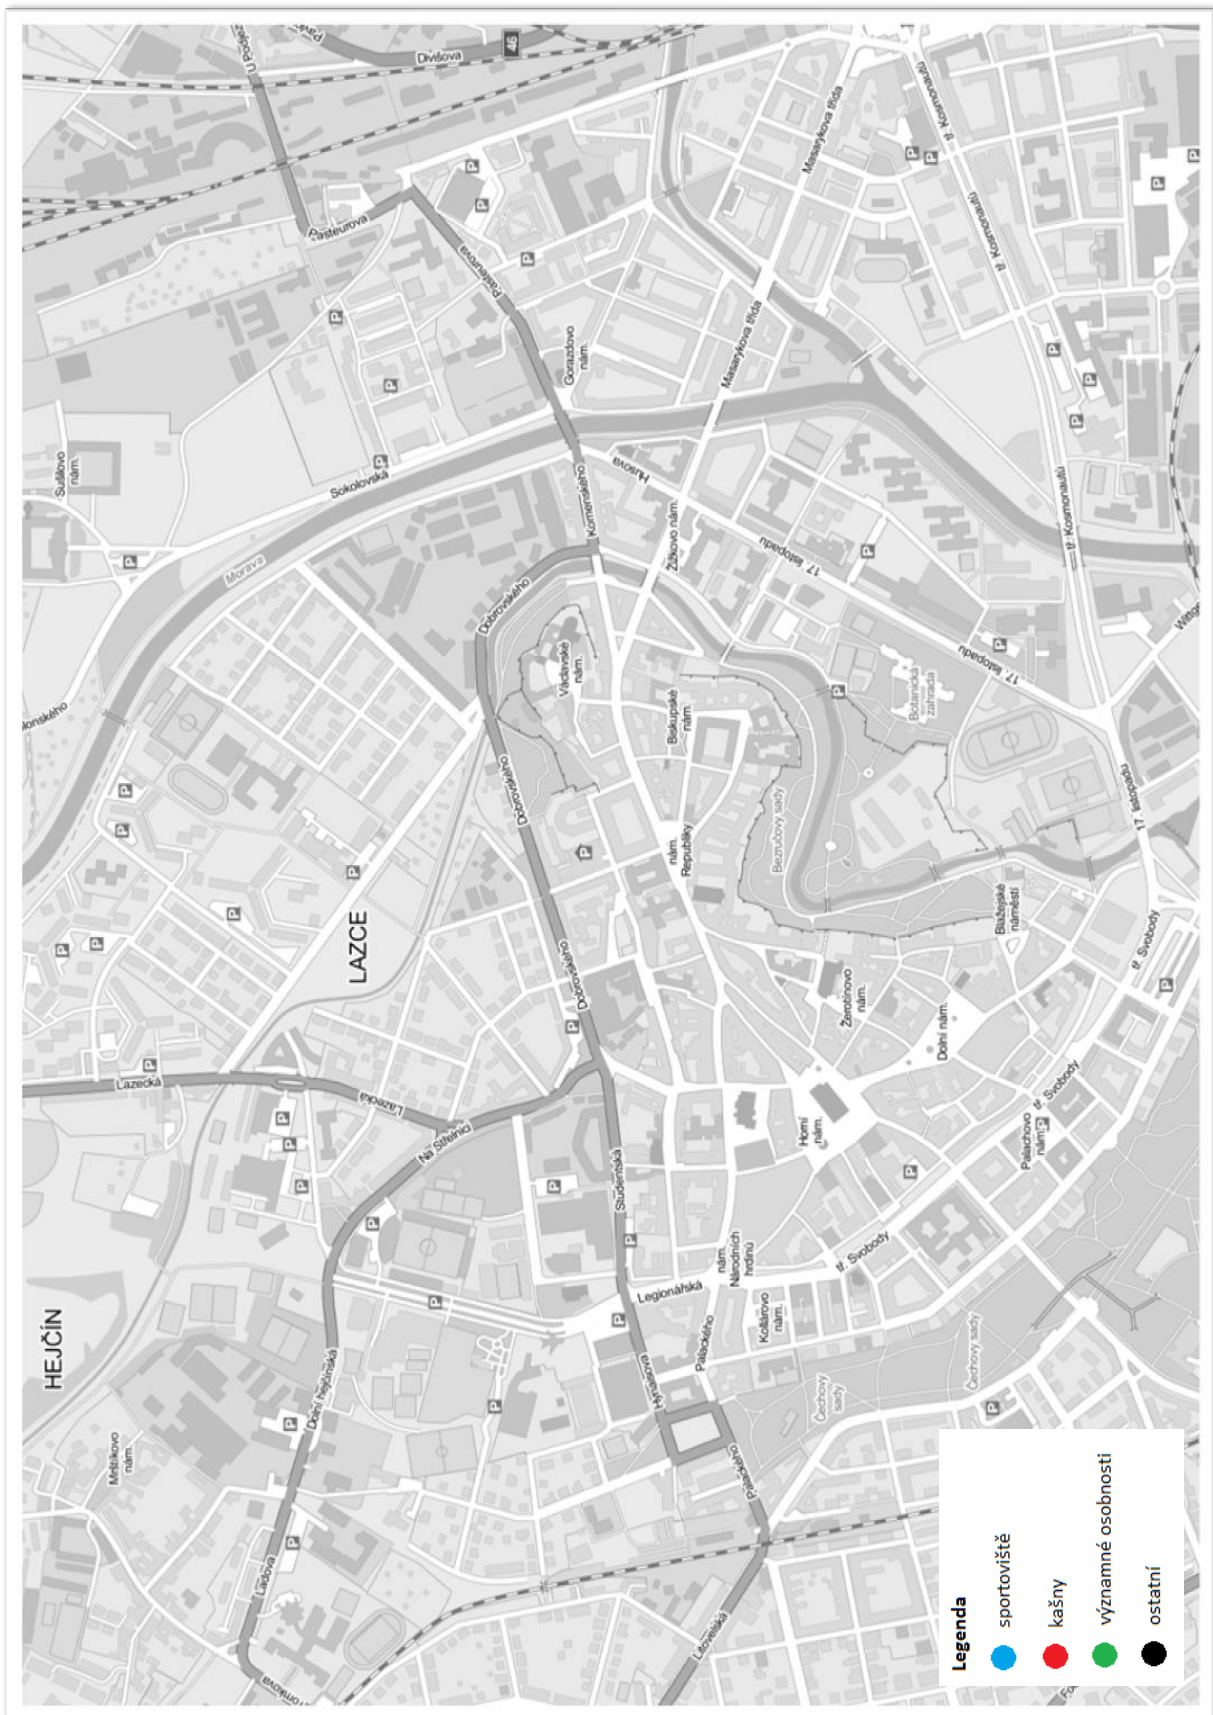 HEJČÍN
LAZCE
Mrštíkovo
nám.
Ladova
Dolní hejčínská
Lazecká
Lazecká
Na Střelnici
Sušilovo
nám.
Sokolovská
Morava
Divišova
46
Pasteurova
Pasteurova
Gorazdovo
nám.
Komenského
Dobrovského
Dobrovského
Dobrovského
Václavské
nám.
Husova
Žižkovo nám.
Masarykova třída
Masarykova třída
tř. Kosmonautů
tř. Kosmonautů
tř. Kosmonautů
17. listopadu
17. listopadu
17. listopadu
Biskupské
nám.
nám.
Republiky
Bezručovy sady
Botanická
zahrada
Blažejské
náměstí
Žerotínovo
nám.
Dolní nám.
Horní
nám.
Studentská
Legionářská
nám.
Národních
hrdinů
Kollárovo
nám.
Palackého
Palackého
Hynaisova
Litovelská
tř. Svobody
tř. Svobody
tř. Svobody
Palachovo
nám.
Čechovy
sady
Čechovy sady
Legenda
sportoviště
kašny
významné osobnosti
ostatní